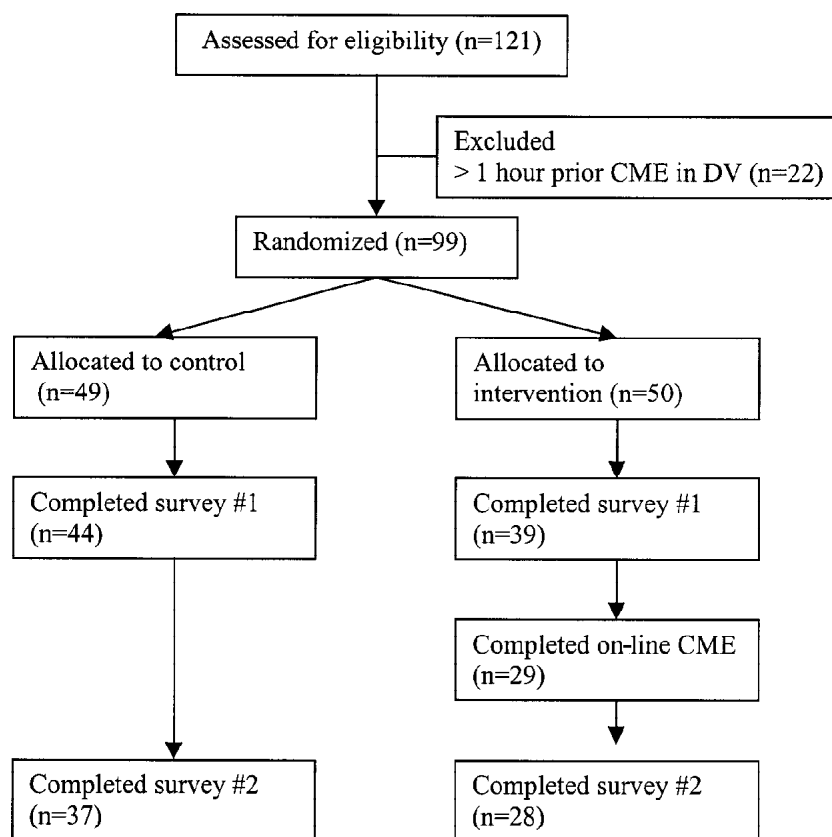 Assessed for eligibility (n=121)
Excluded
> 1 hour prior CME in DV (n=22)
Randomized (n=99)
Allocated to control
(n=49)
Allocated to
intervention (n=50)
Completed survey #1
(n=44)
Completed survey #1
(n=39)
Completed on-line CME
(n=29)
Completed survey #2
(n=37)
Completed survey #2
(n=28)